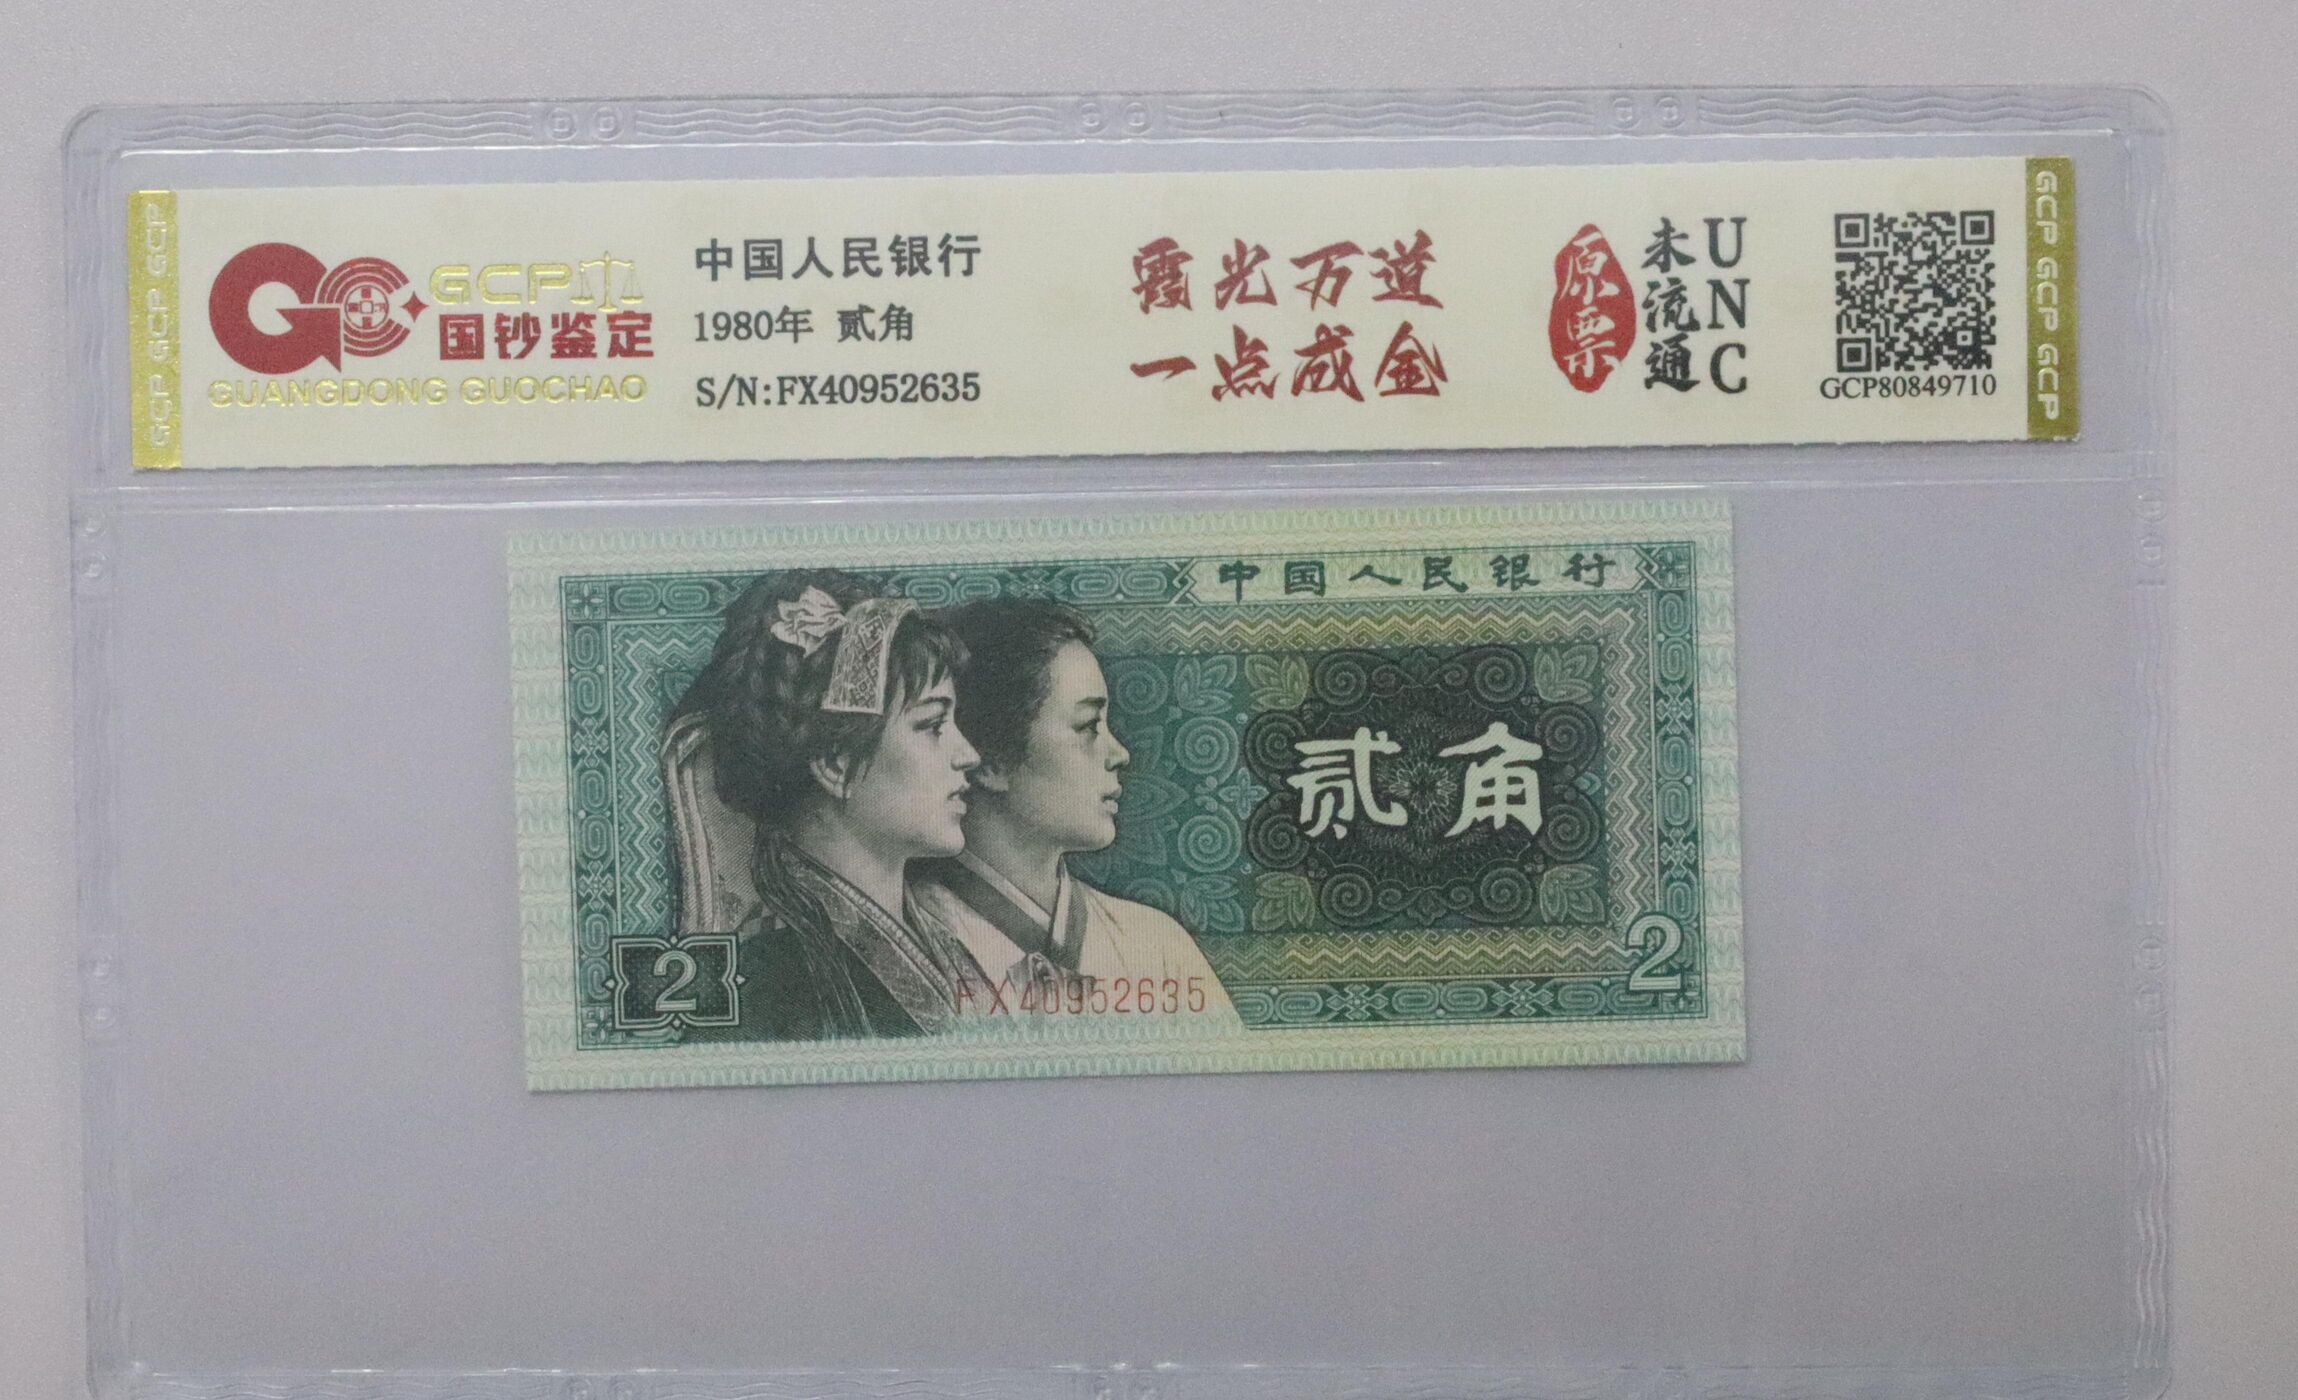 GCP GCP GCP
GCP
国钞鉴定
GUANGDONG GUOCHAO
中国人民银行
1980年 贰角
S/N:FX40952635
霞光万道
一点成金
原票
未流通
UNC
GCP80849710
GCP GCP GCP
中国人民银行
贰角
2
FX40952635
2